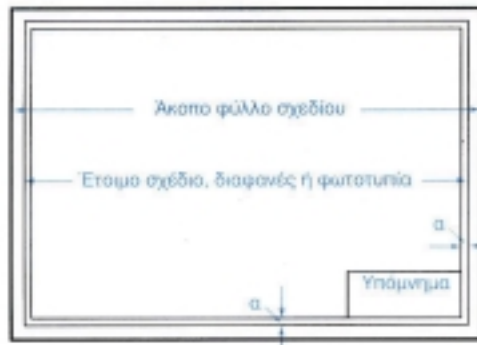 Άκοπο φύλλο σχεδίου
Έτοιμο σχέδιο, διαφανές ή φωτοτυπία
α
Υπόμνημα
α